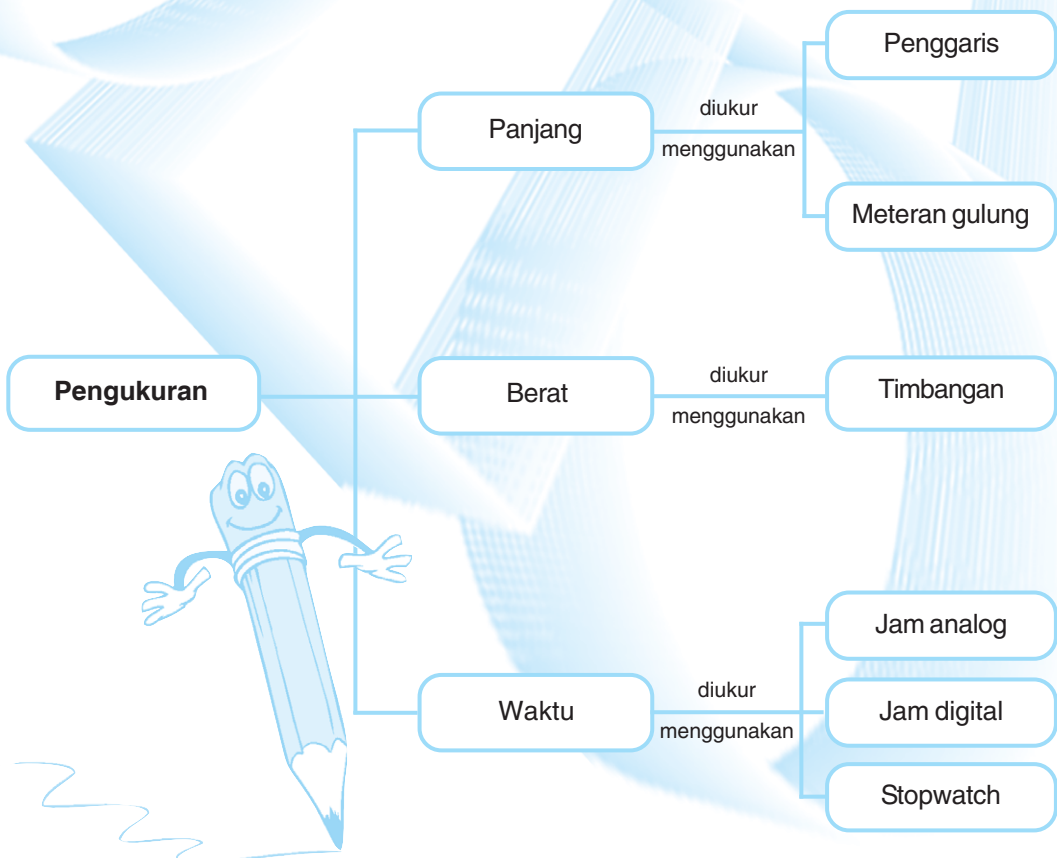 Pengukuran
Panjang
diukur
menggunakan
Penggaris
Meteran gulung
Berat
diukur
menggunakan
Timbangan
Waktu
diukur
menggunakan
Jam analog
Jam digital
Stopwatch